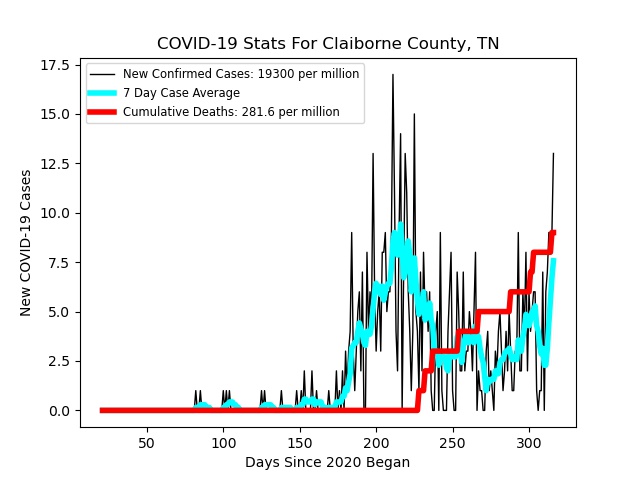 COVID-19 Stats For Claiborne County, TN
New Confirmed Cases: 19300 per million
7 Day Case Average
Cumulative Deaths: 281.6 per million
New COVID-19 Cases
17.5
15.0
12.5
10.0
7.5
5.0
2.5
0.0
50 100 150 200 250 300
Days Since 2020 Began